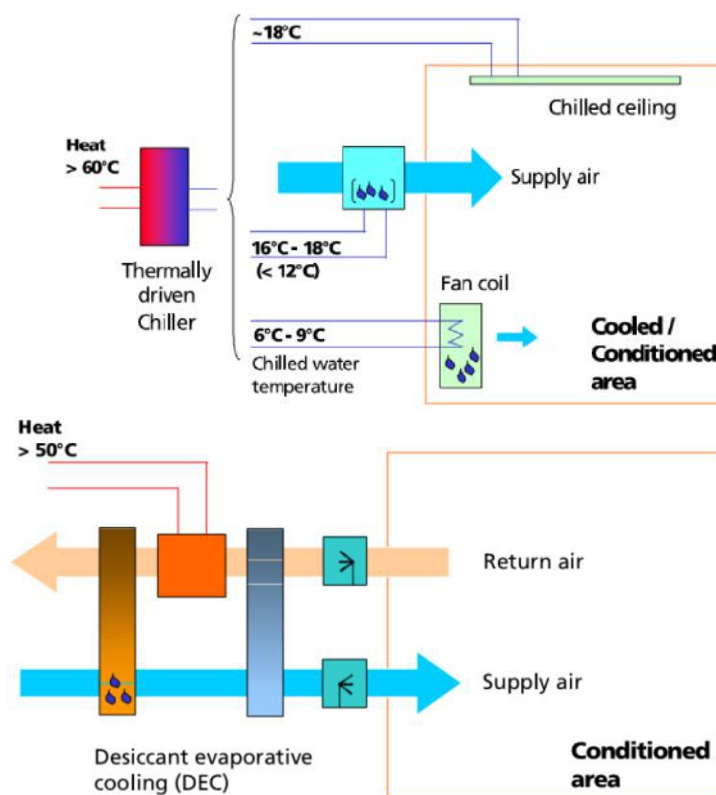 ~18°C
Chilled ceiling
Heat
> 60°C
Supply air
16°C - 18°C
(< 12°C)
Thermally
driven
Chiller
Fan coil
6°C - 9°C
Chilled water
temperature
Cooled /
Conditioned
area
Heat
> 50°C
Return air
Supply air
Desiccant evaporative
cooling (DEC)
Conditioned
area